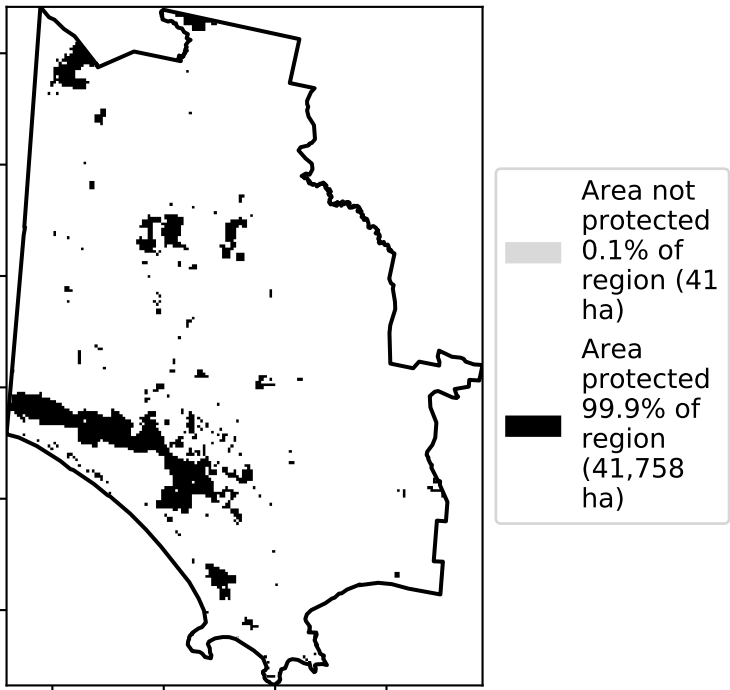 Area not
protected
0.1% of
region (41
ha)
Area
protected
99.9% of
region
(41,758
ha)